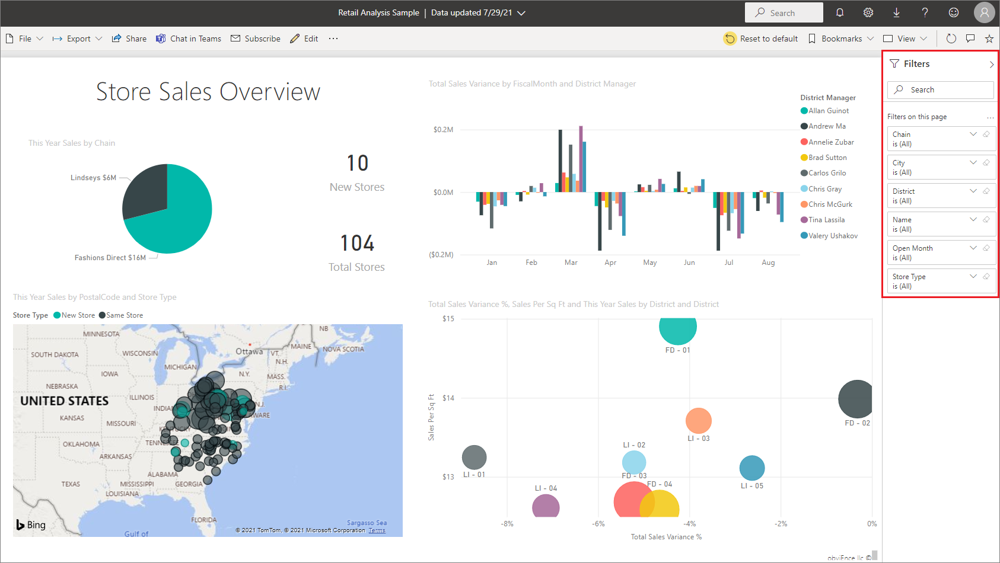 Retail Analysis Sample | Data updated 7/29/21
Search
File
Export
Share
Chat in Teams
Subscribe
Edit
Reset to default
Bookmarks
View
Store Sales Overview
This Year Sales by Chain
Lindseys $6M
Fashions Direct $16M
10
New Stores
104
Total Stores
Total Sales Variance by FiscalMonth and District Manager
$0.2M
$0.0M
($0.2M)
Jan Feb Mar Apr May Jun Jul Aug
District Manager
Allan Guinot
Andrew Ma
Annelie Zubar
Brad Sutton
Carlos Grilo
Chris Gray
Chris McGurk
Tina Lassila
Valery Ushakov
This Year Sales by PostalCode and Store Type
Store Type New Store Same Store
NB
MINNESOTA
Ottawa
MAINE
NOVA SCOTIA
SOUTH DAKOTA
WISCONSIN
VT.
N.H.
MICHIGAN
IOWA
N.Y.
MASS.
NEBRASKA
R.I.
ILLINOIS
UNITED STATES
INDIAN
N.J.
KANSAS
MISSOURI
AWARE
KENTUCKY
OKLAHOMA
TENNESSEE
ARKANSAS
ALABAMA
TEXAS
MISSISSIPPI
GEORGIA
LOUISIANA
FLORIDA
Sargasso Sea
Bing
© 2021 TomTom, © 2021 Microsoft Corporation Terms
Gulf of
Total Sales Variance %, Sales Per Sq Ft and This Year Sales by District and District
Sales Per Sq Ft
$15
$14
$13
FD - 01
FD - 02
LI - 03
LI - 02
LI - 01
FD - 03
FD - 04
LI - 05
LI - 04
-8% -6% -4% -2% 0%
Total Sales Variance %
obviEnce llc ©
Filters
Search
Filters on this page
Chain
is (All)
City
is (All)
District
is (All)
Name
is (All)
Open Month
is (All)
Store Type
is (All)